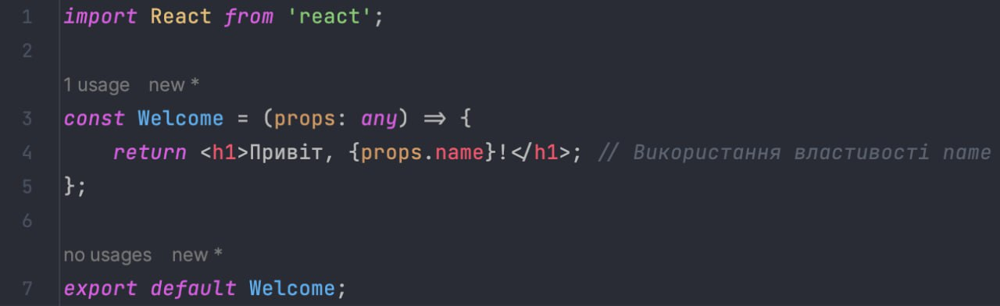 1 import React from 'react';
2
1 usage new *
3 const Welcome = (props: any) => {
4 return <h1>Привіт, {props.name}!</h1>; // Використання властивості name
5 };
6
no usages new *
7 export default Welcome;